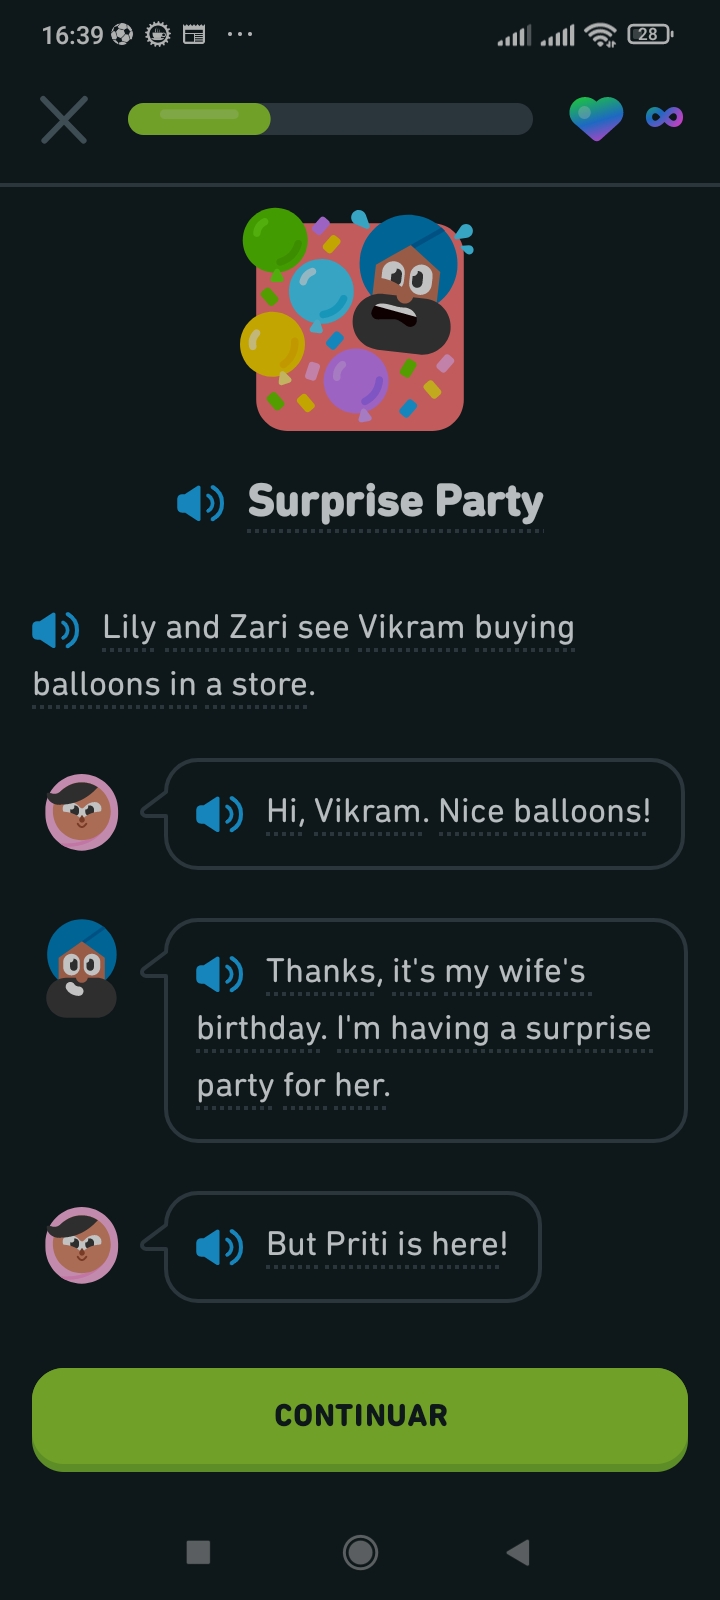 16:39
28
Surprise Party
Lily and Zari see Vikram buying
balloons in a store.
Hi, Vikram. Nice balloons!
Thanks, it's my wife's
birthday. I'm having a surprise
party for her.
But Priti is here!
CONTINUAR